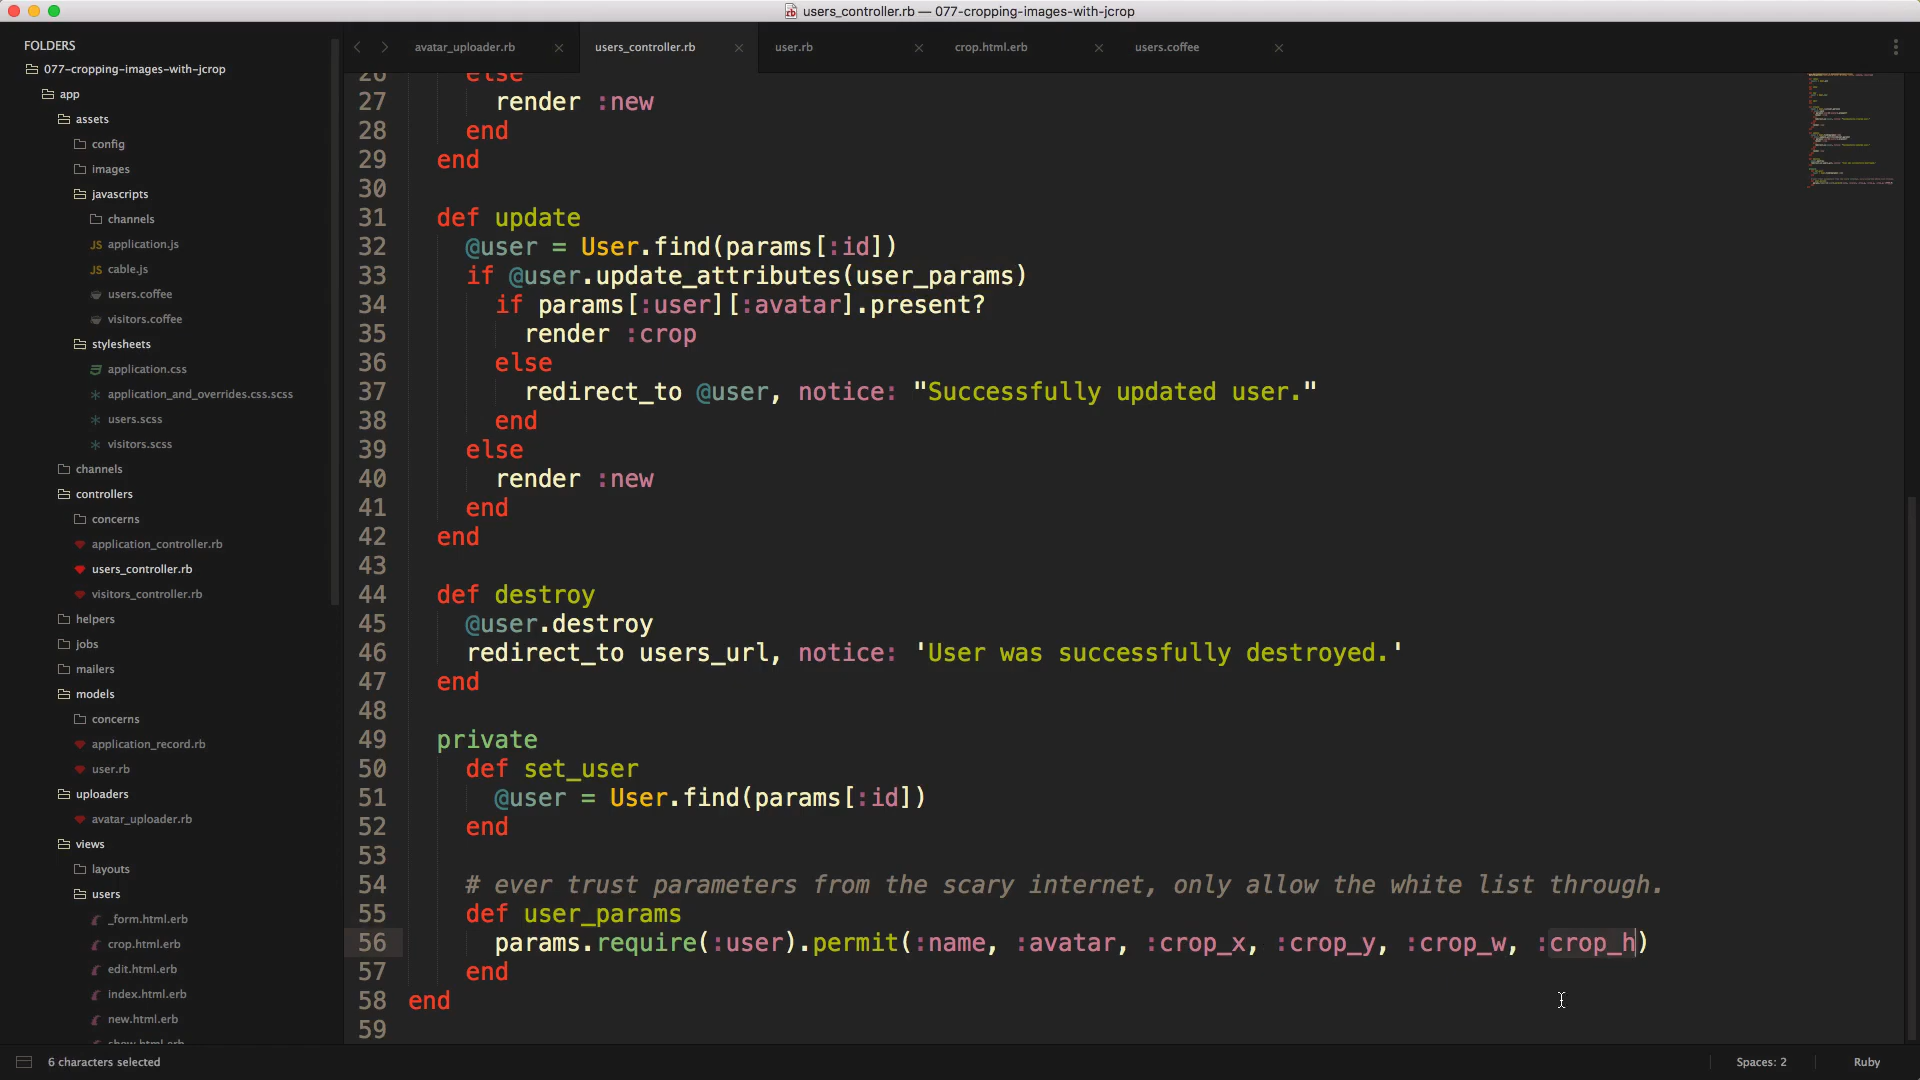 users_controller.rb — 077-cropping-images-with-jcrop
FOLDERS
077-cropping-images-with-jcrop
app
assets
config
images
javascripts
channels
application.js
cable.js
users.coffee
visitors.coffee
stylesheets
application.css
application_and_overrides.css.scss
users.scss
visitors.scss
channels
controllers
concerns
application_controller.rb
users_controller.rb
visitors_controller.rb
helpers
jobs
mailers
models
concerns
application_record.rb
user.rb
uploaders
avatar_uploader.rb
views
layouts
users
_form.html.erb
crop.html.erb
edit.html.erb
index.html.erb
new.html.erb
show.html.erb
avatar_uploader.rb
users_controller.rb
user.rb
crop.html.erb
users.coffee
26 else
27 render :new
28 end
29 end
30
31 def update
32 @user = User.find(params[:id])
33 if @user.update_attributes(user_params)
34 if params[:user][:avatar].present?
35 render :crop
36 else
37 redirect_to @user, notice: "Successfully updated user."
38 end
39 else
40 render :new
41 end
42 end
43
44 def destroy
45 @user.destroy
46 redirect_to users_url, notice: 'User was successfully destroyed.'
47 end
48
49 private
50 def set_user
51 @user = User.find(params[:id])
52 end
53
54 # ever trust parameters from the scary internet, only allow the white list through.
55 def user_params
56 params.require(:user).permit(:name, :avatar, :crop_x, :crop_y, :crop_w, :crop_h)
57 end
58 end
59
6 characters selected
Spaces: 2
Ruby